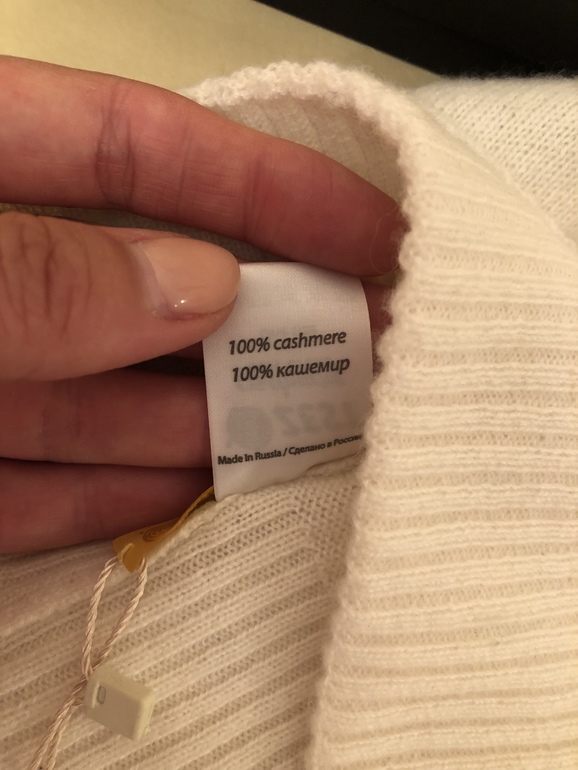 100% cashmere
100% кашемир
Made In Russia / Сделано в России